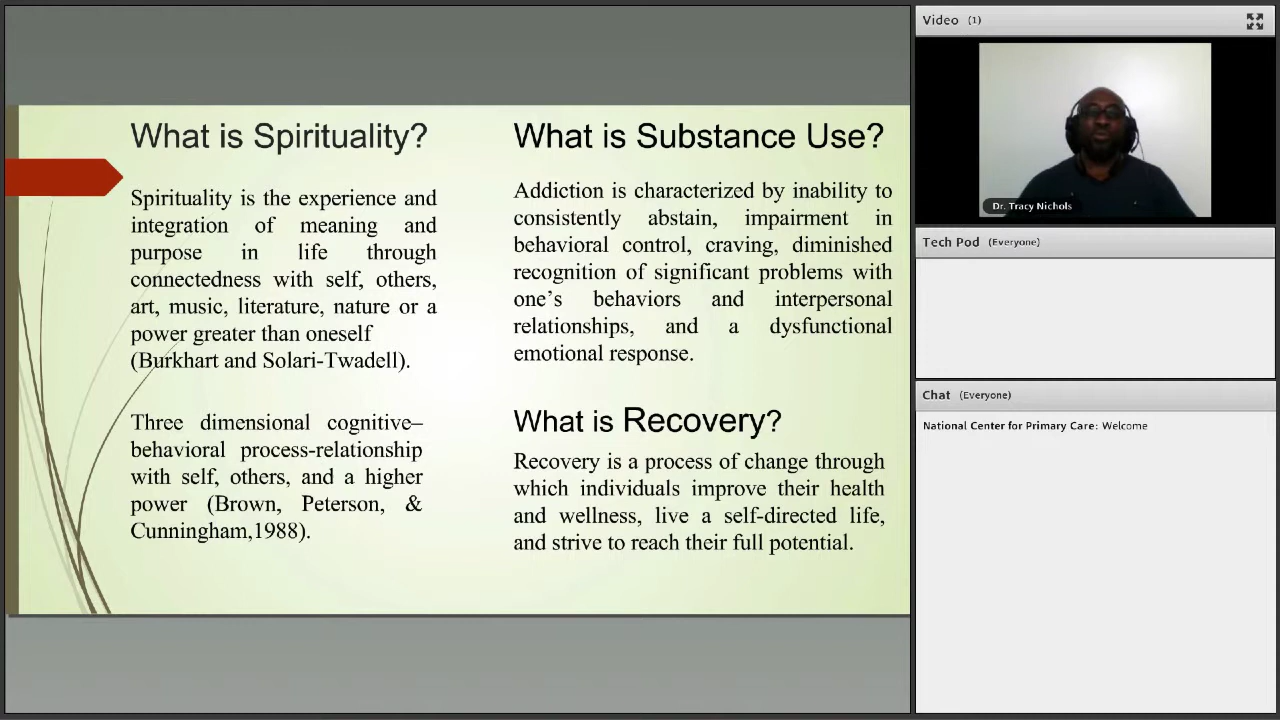 What is Spirituality?
Spirituality is the experience and
integration of meaning and
purpose in life through
connectedness with self, others,
art, music, literature, nature or a
power greater than oneself
(Burkhart and Solari-Twadell).
Three dimensional cognitive–
behavioral process-relationship
with self, others, and a higher
power (Brown, Peterson, &
Cunningham,1988).
What is Substance Use?
Addiction is characterized by inability to
consistently abstain, impairment in
behavioral control, craving, diminished
recognition of significant problems with
one’s behaviors and interpersonal
relationships, and a dysfunctional
emotional response.
What is Recovery?
Recovery is a process of change through
which individuals improve their health
and wellness, live a self-directed life,
and strive to reach their full potential.
Video (1)
Dr. Tracy Nichols
Tech Pod (Everyone)
Chat (Everyone)
National Center for Primary Care: Welcome